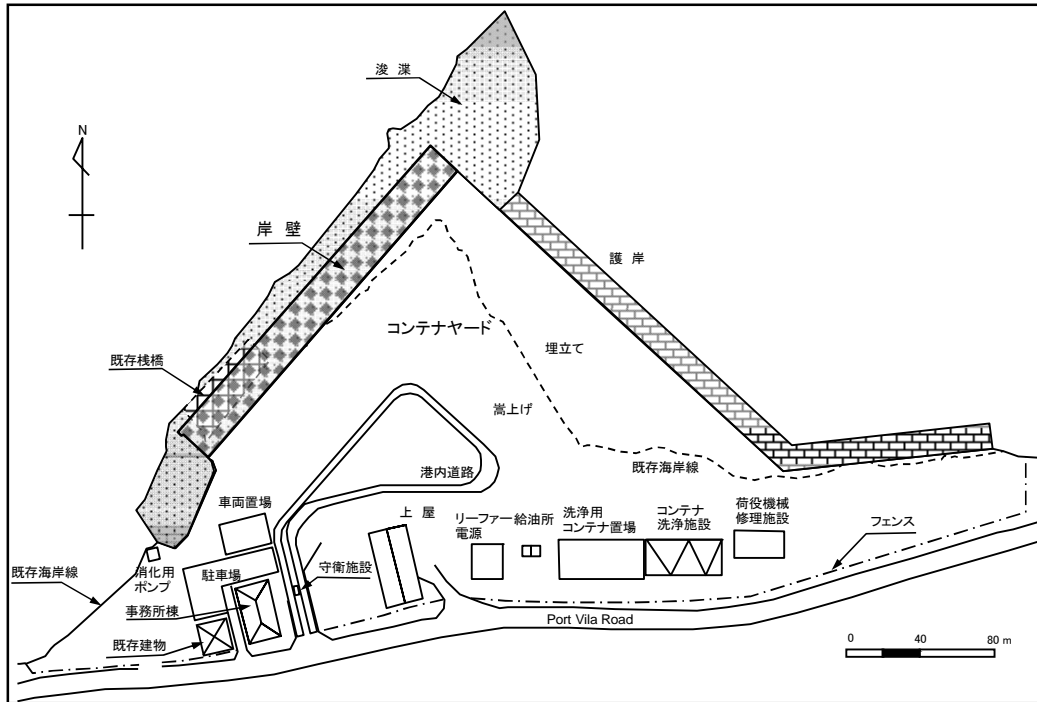 浚 渫
N
岸 壁
護 岸
コンテナヤード
埋立て
既存桟橋
嵩上げ
港内道路
既存海岸線
車両置場
上 屋
リーファー
電源
給油所
洗浄用
コンテナ置場
コンテナ
洗浄施設
荷役機械
修理施設
フェンス
既存海岸線
消化用
ポンプ
駐車場
守衛施設
事務所棟
既存建物
Port Vila Road
0 40 80 m